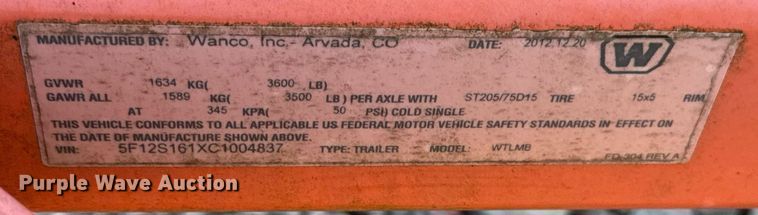 MANUFACTURED BY: Wanco, Inc.- Arvada, CO DATE: 2012.12.20 W
GVWR 1634 KG( 3600 LB)
GAWR ALL 1589 KG( 3500 LB ) PER AXLE WITH ST205/75D15 TIRE 15x5 RIM
AT 345 KPA( 50 PSI) COLD SINGLE
THIS VEHICLE CONFORMS TO ALL APPLICABLE US FEDERAL MOTOR VEHICLE SAFETY STANDARDS IN EFFECT ON
THE DATE OF MANUFACTURE SHOWN ABOVE.
VIN: 5F12S161XC1004837 TYPE: TRAILER MODEL: WTLMB
FD-304 REV A
Purple Wave Auction